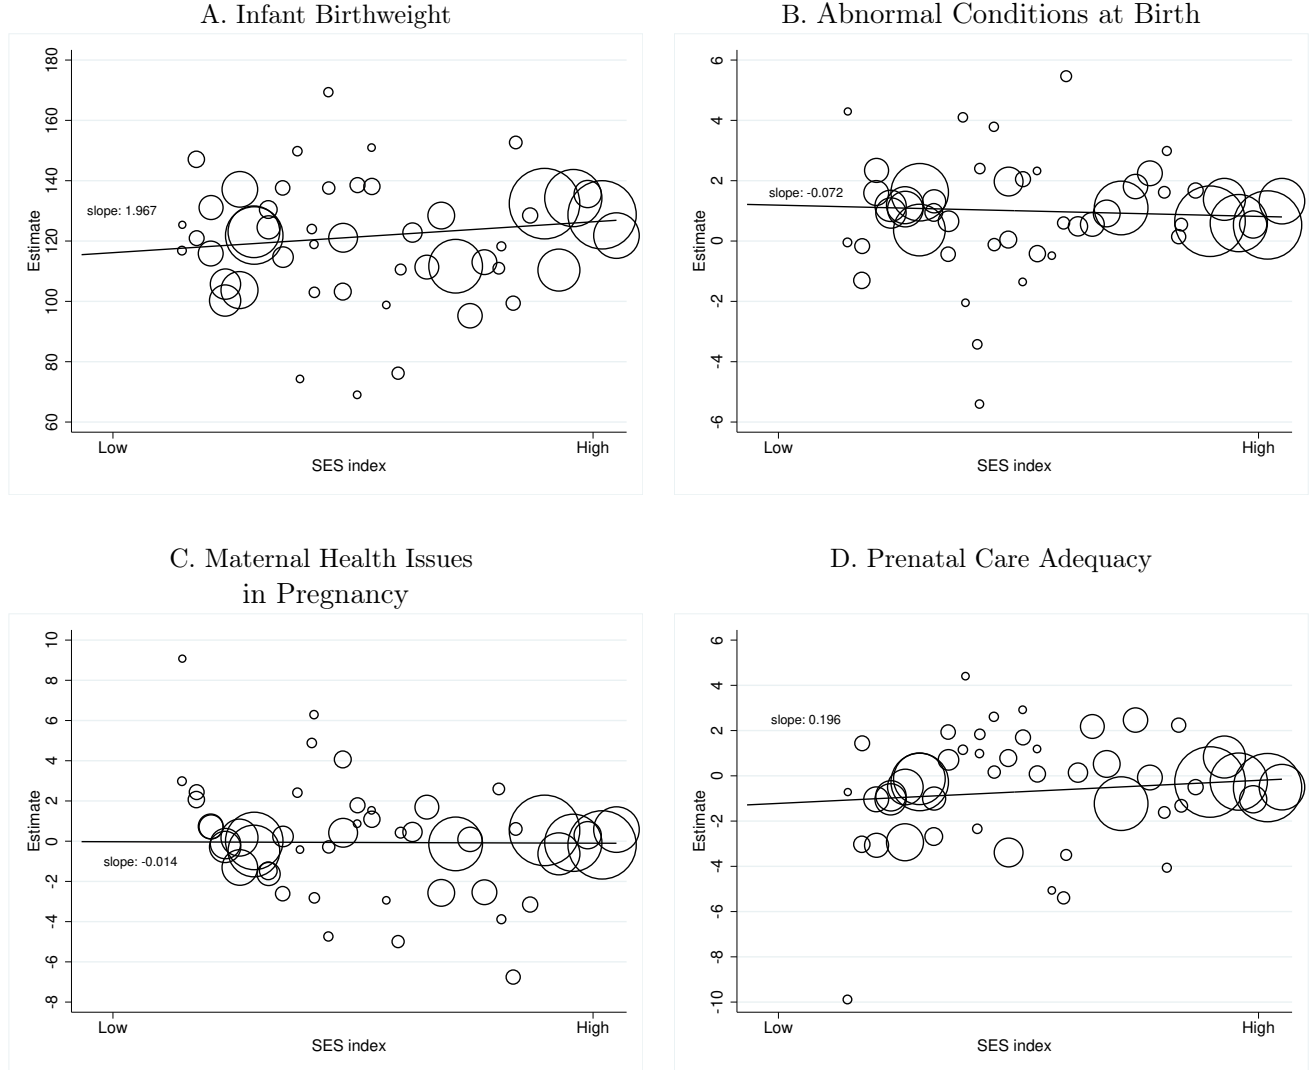 A. Infant Birthweight
180
160
140
120
100
80
60
Estimate
slope: 1.967
Low
High
SES index
B. Abnormal Conditions at Birth
6
4
2
0
-2
-4
-6
Estimate
slope: -0.072
Low
High
SES index
C. Maternal Health Issues
in Pregnancy
10
8
6
4
2
0
-2
-4
-6
-8
Estimate
slope: -0.014
Low
High
SES index
D. Prenatal Care Adequacy
6
4
2
0
-2
-4
-6
-8
-10
Estimate
slope: 0.196
Low
High
SES index